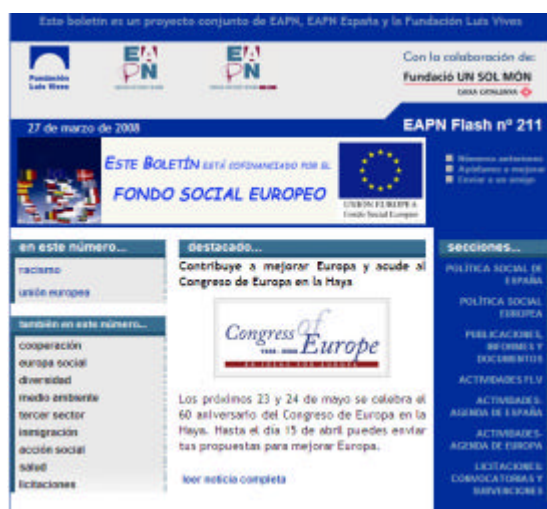 Este boletín es un proyecto conjunto de EAPN, EAPN España y la Fundación Luis Vives
Fundación
Luis Vives
EAPN
EAPN
Con la colaboración de:
Fundació UN SOL MÓN
CAIXA CATALUNYA
27 de marzo de 2008
EAPN Flash nº 211
ESTE BOLETÍN ESTÁ COFINANCIADO POR EL
FONDO SOCIAL EUROPEO
UNIÓN EUROPEA
Fondo Social Europeo
Números anteriores
Ayúdanos a mejorar
Enviar a un amigo
en este número...
racismo
unión europea
también en este número...
cooperación
europa social
diversidad
medio ambiente
tercer sector
inmigración
acción social
salud
licitaciones
destacado...
Contribuye a mejorar Europa y acude al
Congreso de Europa en la Haya
Congress of
Europe
Los próximos 23 y 24 de mayo se celebra el
60 aniversario del Congreso de Europa en la
Haya. Hasta el día 15 de abril puedes enviar
tus propuestas para mejorar Europa.
leer noticia completa
secciones...
POLÍTICA SOCIAL DE
ESPAÑA
POLÍTICA SOCIAL
EUROPEA
PUBLICACIONES,
INFORMES Y
DOCUMENTOS
ACTIVIDADES FLV
ACTIVIDADES-
AGENDA DE ESPAÑA
ACTIVIDADES-
AGENDA DE EUROPA
LICITACIONES,
CONVOCATORIAS Y
SUBVENCIONES